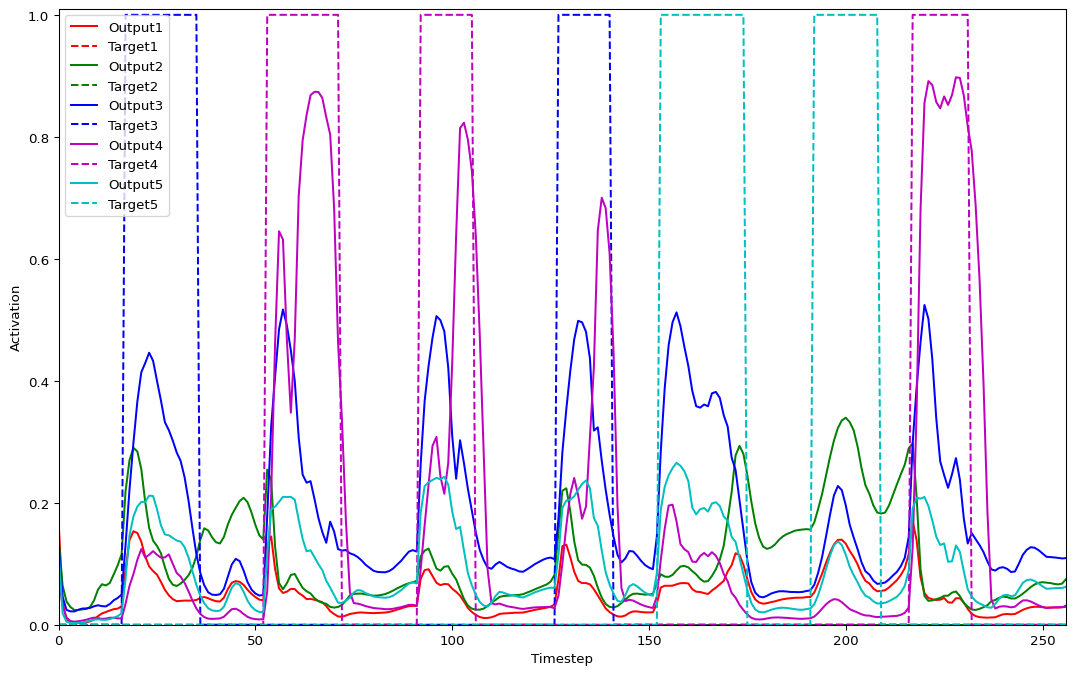 1.0
0.8
0.6
0.4
0.2
0.0
Activation
Output1
Target1
Output2
Target2
Output3
Target3
Output4
Target4
Output5
Target5
0 50 100 150 200 250
Timestep